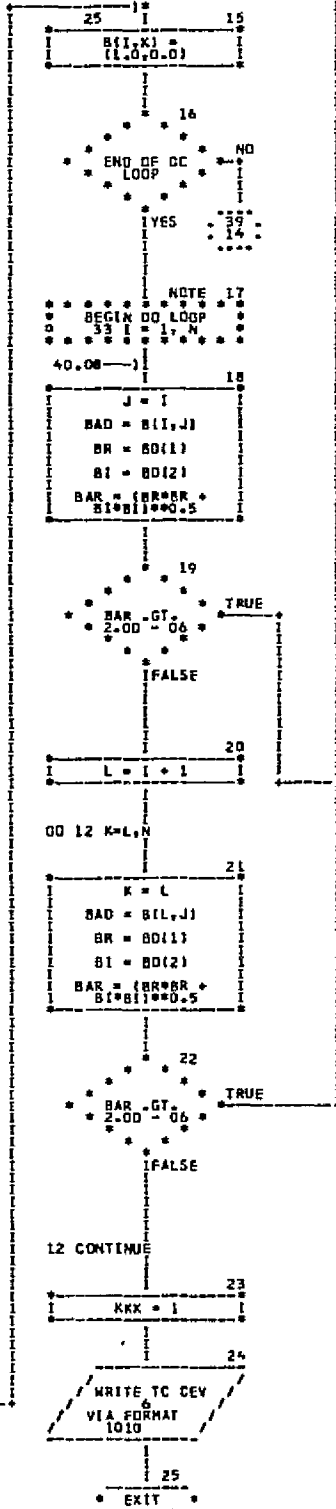 25 15
B(I,K) =
(1.0,0.0)
16
END OF DO
LOOP
NO
39
14
YES
NOTE 17
BEGIN DO LOOP
33 I = 1, N
40.08---)
18
J = I
BAD = B(I,J)
BR = BD(1)
BI = BD(2)
BAR = (BR*BR +
BI*BI)**0.5
19
BAR .GT.
2.0D - 06
TRUE
FALSE
20
L = I + 1
DO 12 K=L,N
21
K = L
BAD = B(L,J)
BR = BD(1)
BI = BD(2)
BAR = (BR*BR +
BI*BI)**0.5
22
BAR .GT.
2.0D - 06
TRUE
FALSE
12 CONTINUE
23
KKK = 1
24
WRITE TO DEV
6
VIA FORMAT
1010
25
EXIT